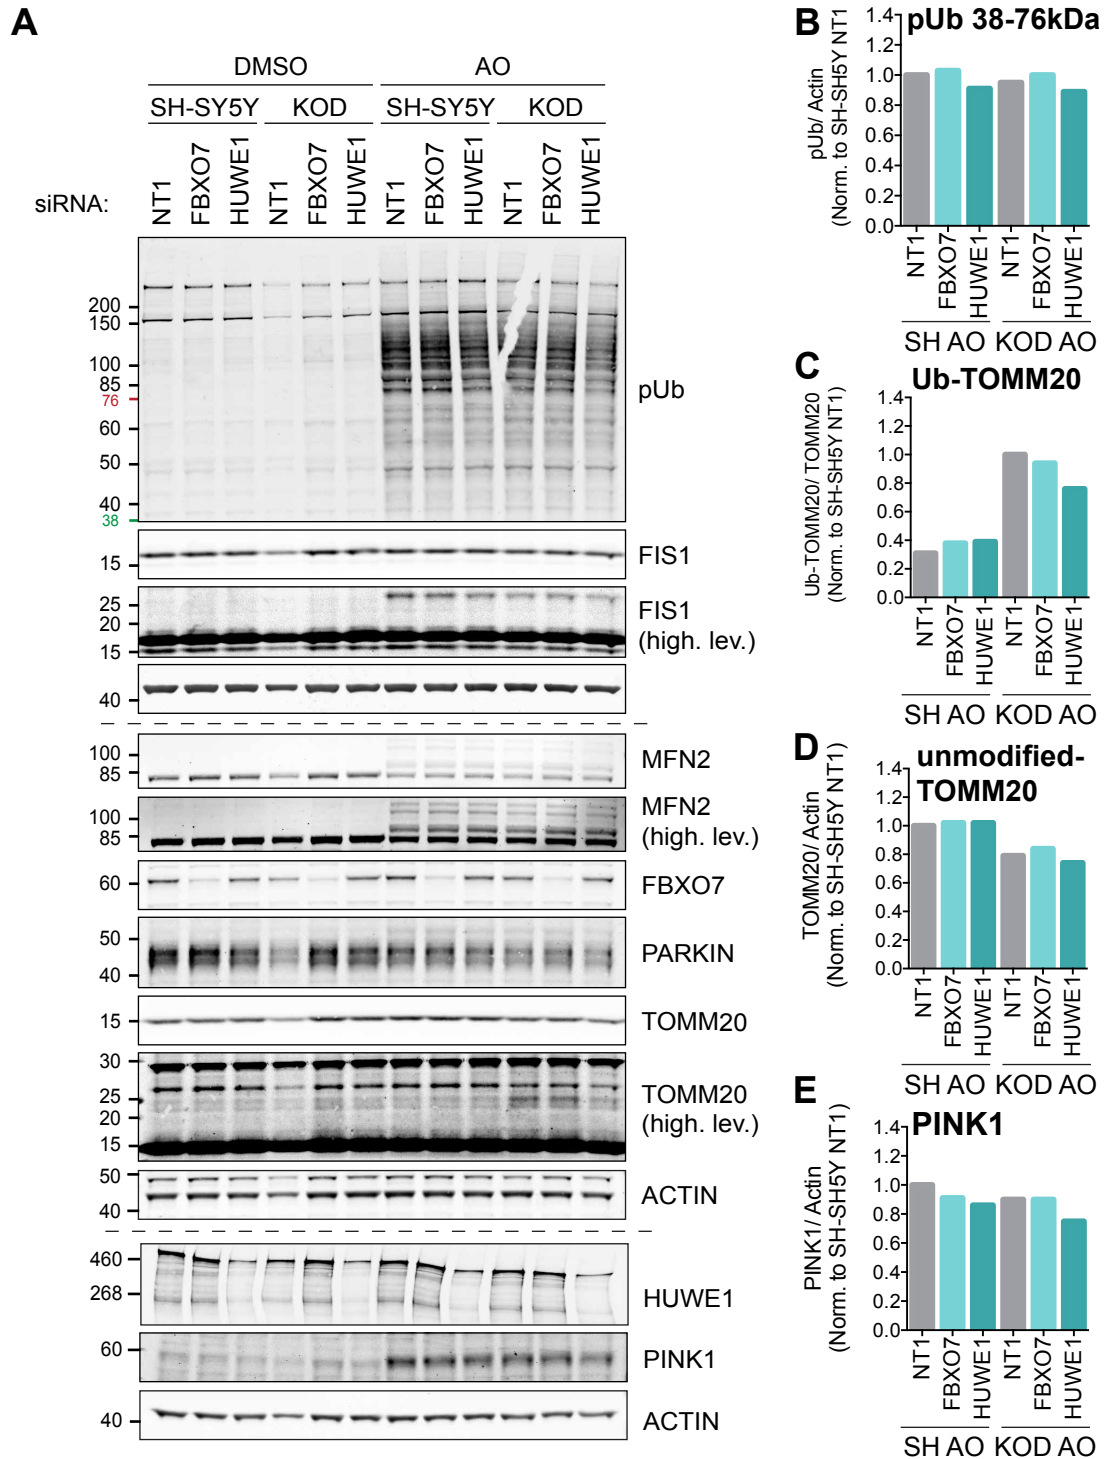 A
DMSO AO
SH-SY5Y KOD SH-SY5Y KOD
siRNA: NT1 FBXO7 HUWE1 NT1 FBXO7 HUWE1 NT1 FBXO7 HUWE1 NT1 FBXO7 HUWE1
200
150
100
85
76
60
50
40
38
pUb
15
FIS1
25
20
15
FIS1
(high. lev.)
40
100
85
MFN2
100
85
MFN2
(high. lev.)
60
FBXO7
50
40
PARKIN
15
TOMM20
30
25
20
15
TOMM20
(high. lev.)
50
40
ACTIN
460
268
HUWE1
60
PINK1
40
ACTIN
B
pUb 38-76kDa
pUb/ Actin
(Norm. to SH-SH5Y NT1
1.4
1.2
1.0
0.8
0.6
0.4
0.2
0.0
NT1 FBXO7 HUWE1 NT1 FBXO7 HUWE1
SH AO KOD AO
C
Ub-TOMM20
Ub-TOMM20/ TOMM20
(Norm. to SH-SH5Y NT1)
1.4
1.2
1.0
0.8
0.6
0.4
0.2
0.0
NT1 FBXO7 HUWE1 NT1 FBXO7 HUWE1
SH AO KOD AO
D
unmodified-
TOMM20
TOMM20/ Actin
(Norm. to SH-SH5Y NT1)
1.4
1.2
1.0
0.8
0.6
0.4
0.2
0.0
NT1 FBXO7 HUWE1 NT1 FBXO7 HUWE1
SH AO KOD AO
E
PINK1
PINK1/ Actin
(Norm. to SH-SH5Y NT1)
1.4
1.2
1.0
0.8
0.6
0.4
0.2
0.0
NT1 FBXO7 HUWE1 NT1 FBXO7 HUWE1
SH AO KOD AO